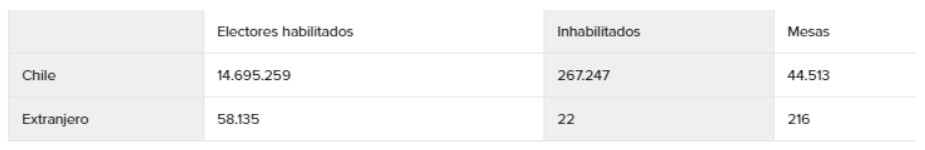 Electores habilitados Inhabilitados Mesas
Chile 14.695.259 267.247 44.513
Extranjero 58.135 22 216